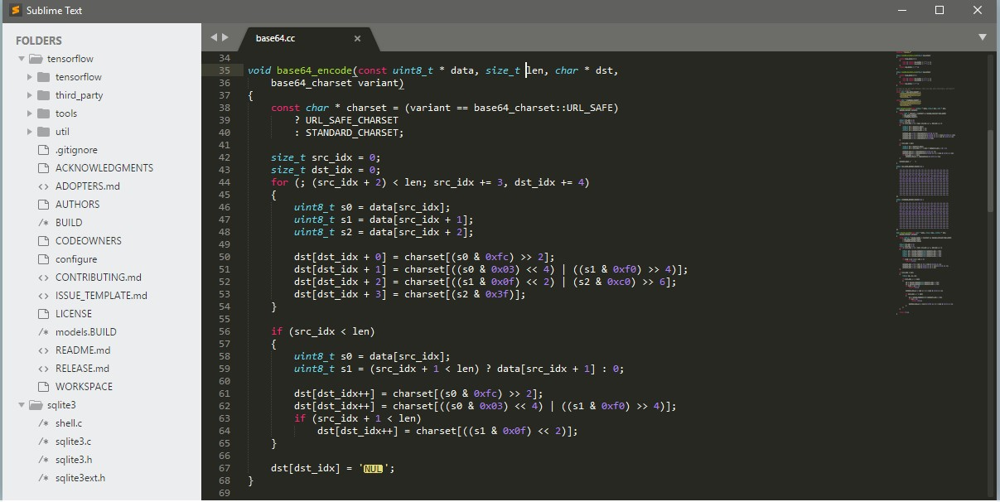 Sublime Text
FOLDERS
tensorflow
tensorflow
third_party
tools
util
.gitignore
ACKNOWLEDGMENTS
<> ADOPTERS.md
AUTHORS
/* BUILD
CODEOWNERS
configure
<> CONTRIBUTING.md
<> ISSUE_TEMPLATE.md
LICENSE
/* models.BUILD
<> README.md
<> RELEASE.md
WORKSPACE
sqlite3
/* shell.c
/* sqlite3.c
/* sqlite3.h
/* sqlite3ext.h
base64.cc
34
35 void base64_encode(const uint8_t * data, size_t len, char * dst,
36     base64_charset variant)
37 {
38     const char * charset = (variant == base64_charset::URL_SAFE)
39         ? URL_SAFE_CHARSET
40         : STANDARD_CHARSET;
41
42     size_t src_idx = 0;
43     size_t dst_idx = 0;
44     for (; (src_idx + 2) < len; src_idx += 3, dst_idx += 4)
45     {
46         uint8_t s0 = data[src_idx];
47         uint8_t s1 = data[src_idx + 1];
48         uint8_t s2 = data[src_idx + 2];
49
50         dst[dst_idx + 0] = charset[(s0 & 0xfc) >> 2];
51         dst[dst_idx + 1] = charset[((s0 & 0x03) << 4) | ((s1 & 0xf0) >> 4)];
52         dst[dst_idx + 2] = charset[((s1 & 0x0f) << 2) | (s2 & 0xc0) >> 6];
53         dst[dst_idx + 3] = charset[(s2 & 0x3f)];
54     }
55
56     if (src_idx < len)
57     {
58         uint8_t s0 = data[src_idx];
59         uint8_t s1 = (src_idx + 1 < len) ? data[src_idx + 1] : 0;
60
61         dst[dst_idx++] = charset[(s0 & 0xfc) >> 2];
62         dst[dst_idx++] = charset[((s0 & 0x03) << 4) | ((s1 & 0xf0) >> 4)];
63         if (src_idx + 1 < len)
64             dst[dst_idx++] = charset[((s1 & 0x0f) << 2)];
65     }
66
67     dst[dst_idx] = 'NUL';
68 }
69